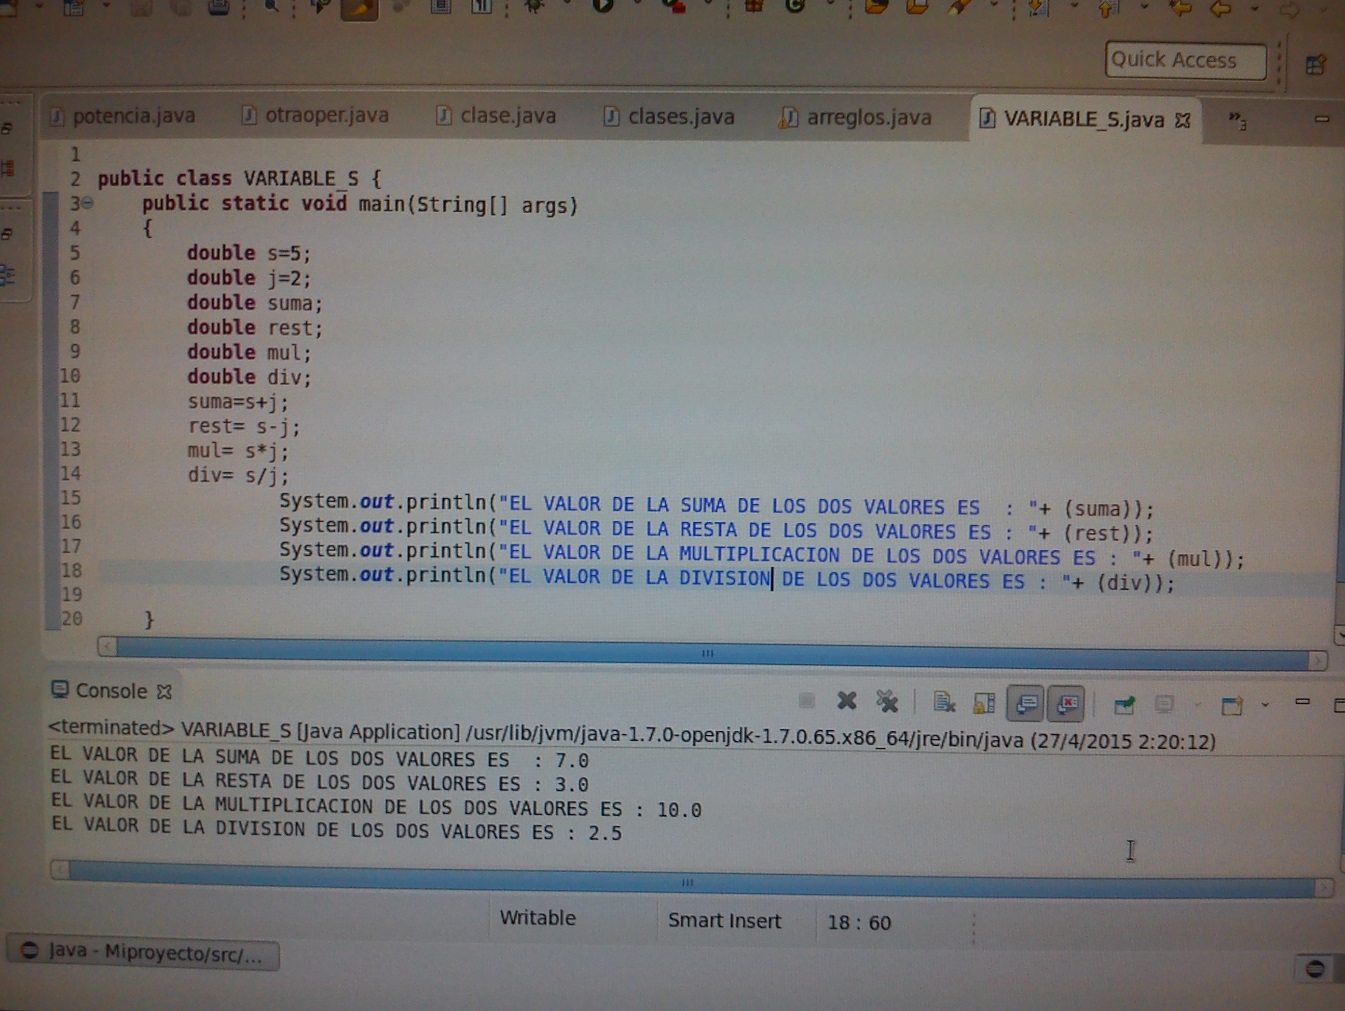 Quick Access
potencia.java otraoper.java clase.java clases.java arreglos.java VARIABLE_S.java »3
1
2 public class VARIABLE_S {
3 public static void main(String[] args)
4 {
5 double s=5;
6 double j=2;
7 double suma;
8 double rest;
9 double mul;
10 double div;
11 suma=s+j;
12 rest= s-j;
13 mul= s*j;
14 div= s/j;
15 System.out.println("EL VALOR DE LA SUMA DE LOS DOS VALORES ES  : "+ (suma));
16 System.out.println("EL VALOR DE LA RESTA DE LOS DOS VALORES ES : "+ (rest));
17 System.out.println("EL VALOR DE LA MULTIPLICACION DE LOS DOS VALORES ES : "+ (mul));
18 System.out.println("EL VALOR DE LA DIVISION DE LOS DOS VALORES ES : "+ (div));
19
20 }
Console
<terminated> VARIABLE_S [Java Application] /usr/lib/jvm/java-1.7.0-openjdk-1.7.0.65.x86_64/jre/bin/java (27/4/2015 2:20:12)
EL VALOR DE LA SUMA DE LOS DOS VALORES ES  : 7.0
EL VALOR DE LA RESTA DE LOS DOS VALORES ES : 3.0
EL VALOR DE LA MULTIPLICACION DE LOS DOS VALORES ES : 10.0
EL VALOR DE LA DIVISION DE LOS DOS VALORES ES : 2.5
Writable Smart Insert 18 : 60
Java - Miproyecto/src/...